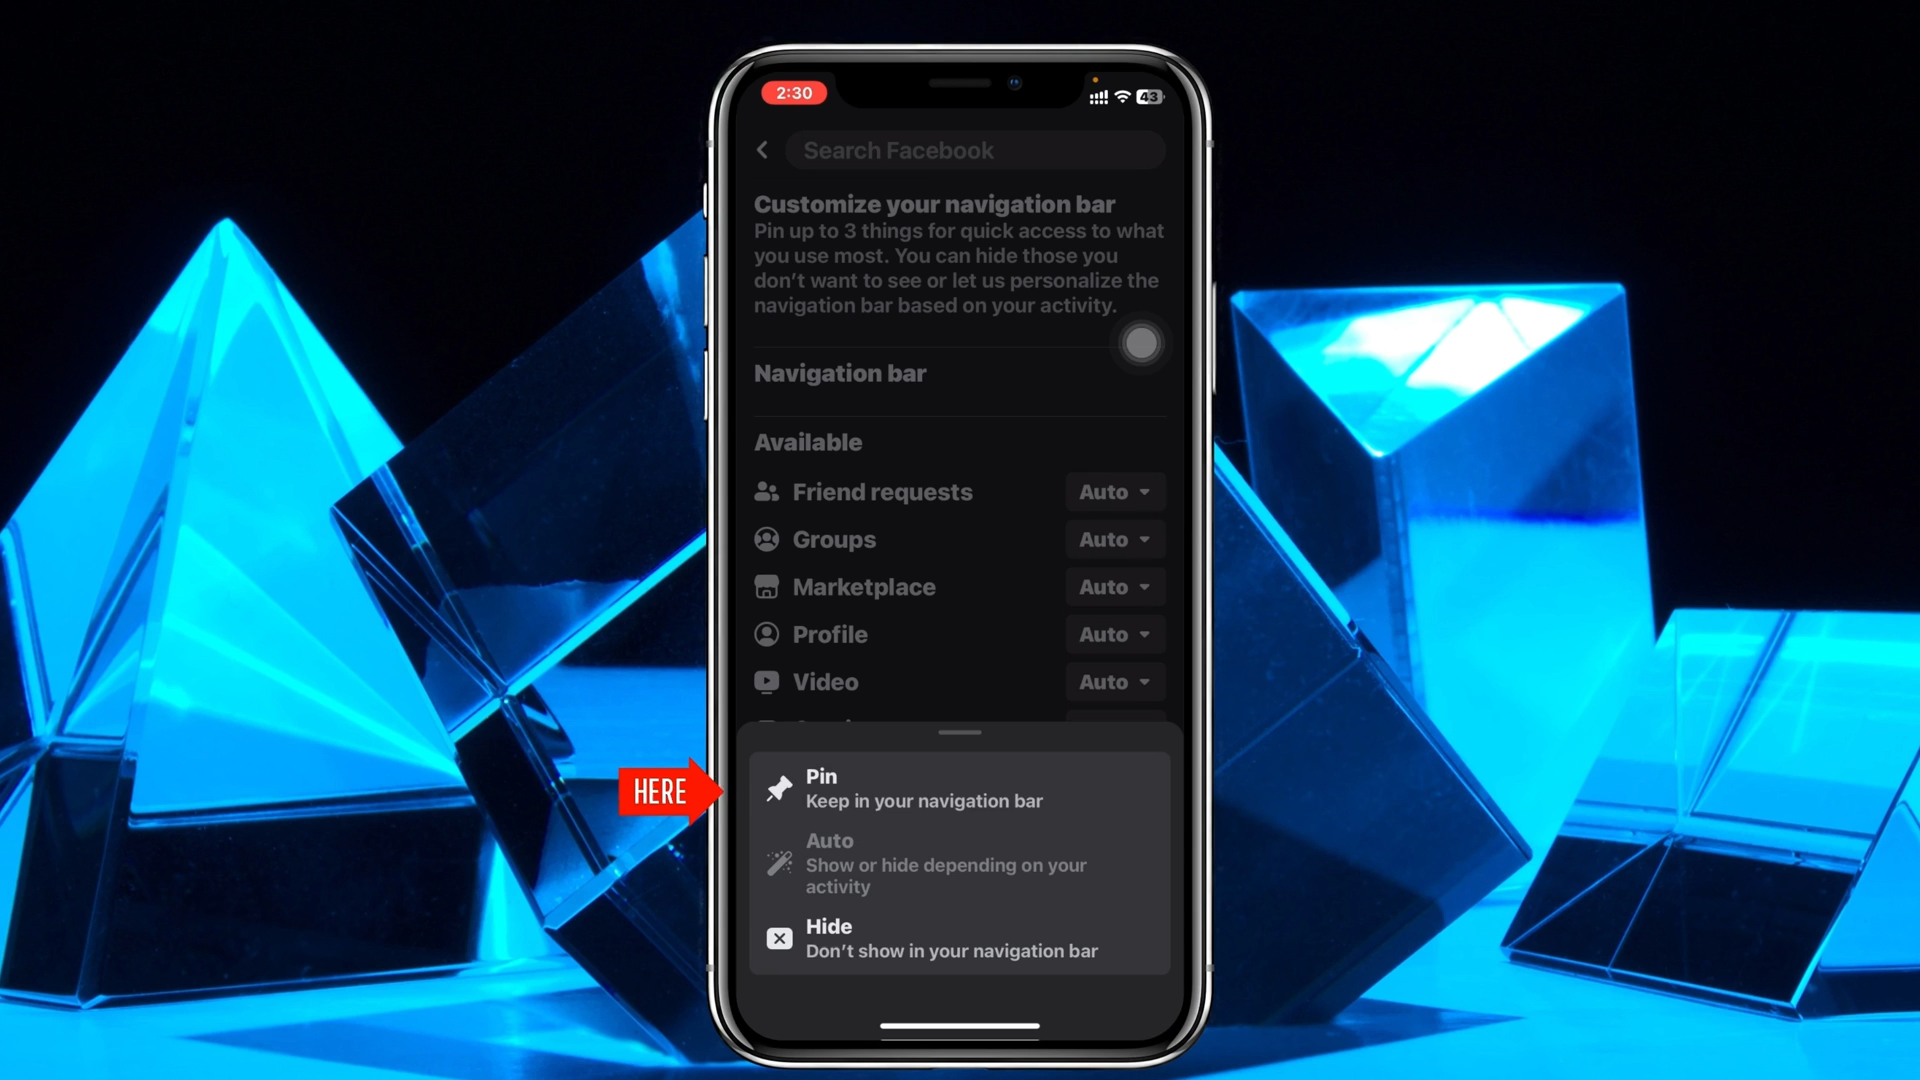 2:30
43
Search Facebook
Customize your navigation bar
Pin up to 3 things for quick access to what
you use most. You can hide those you
don’t want to see or let us personalize the
navigation bar based on your activity.
Navigation bar
Available
Friend requests Auto
Groups Auto
Marketplace Auto
Profile Auto
Video Auto
HERE
Pin
Keep in your navigation bar
Auto
Show or hide depending on your
activity
Hide
Don’t show in your navigation bar